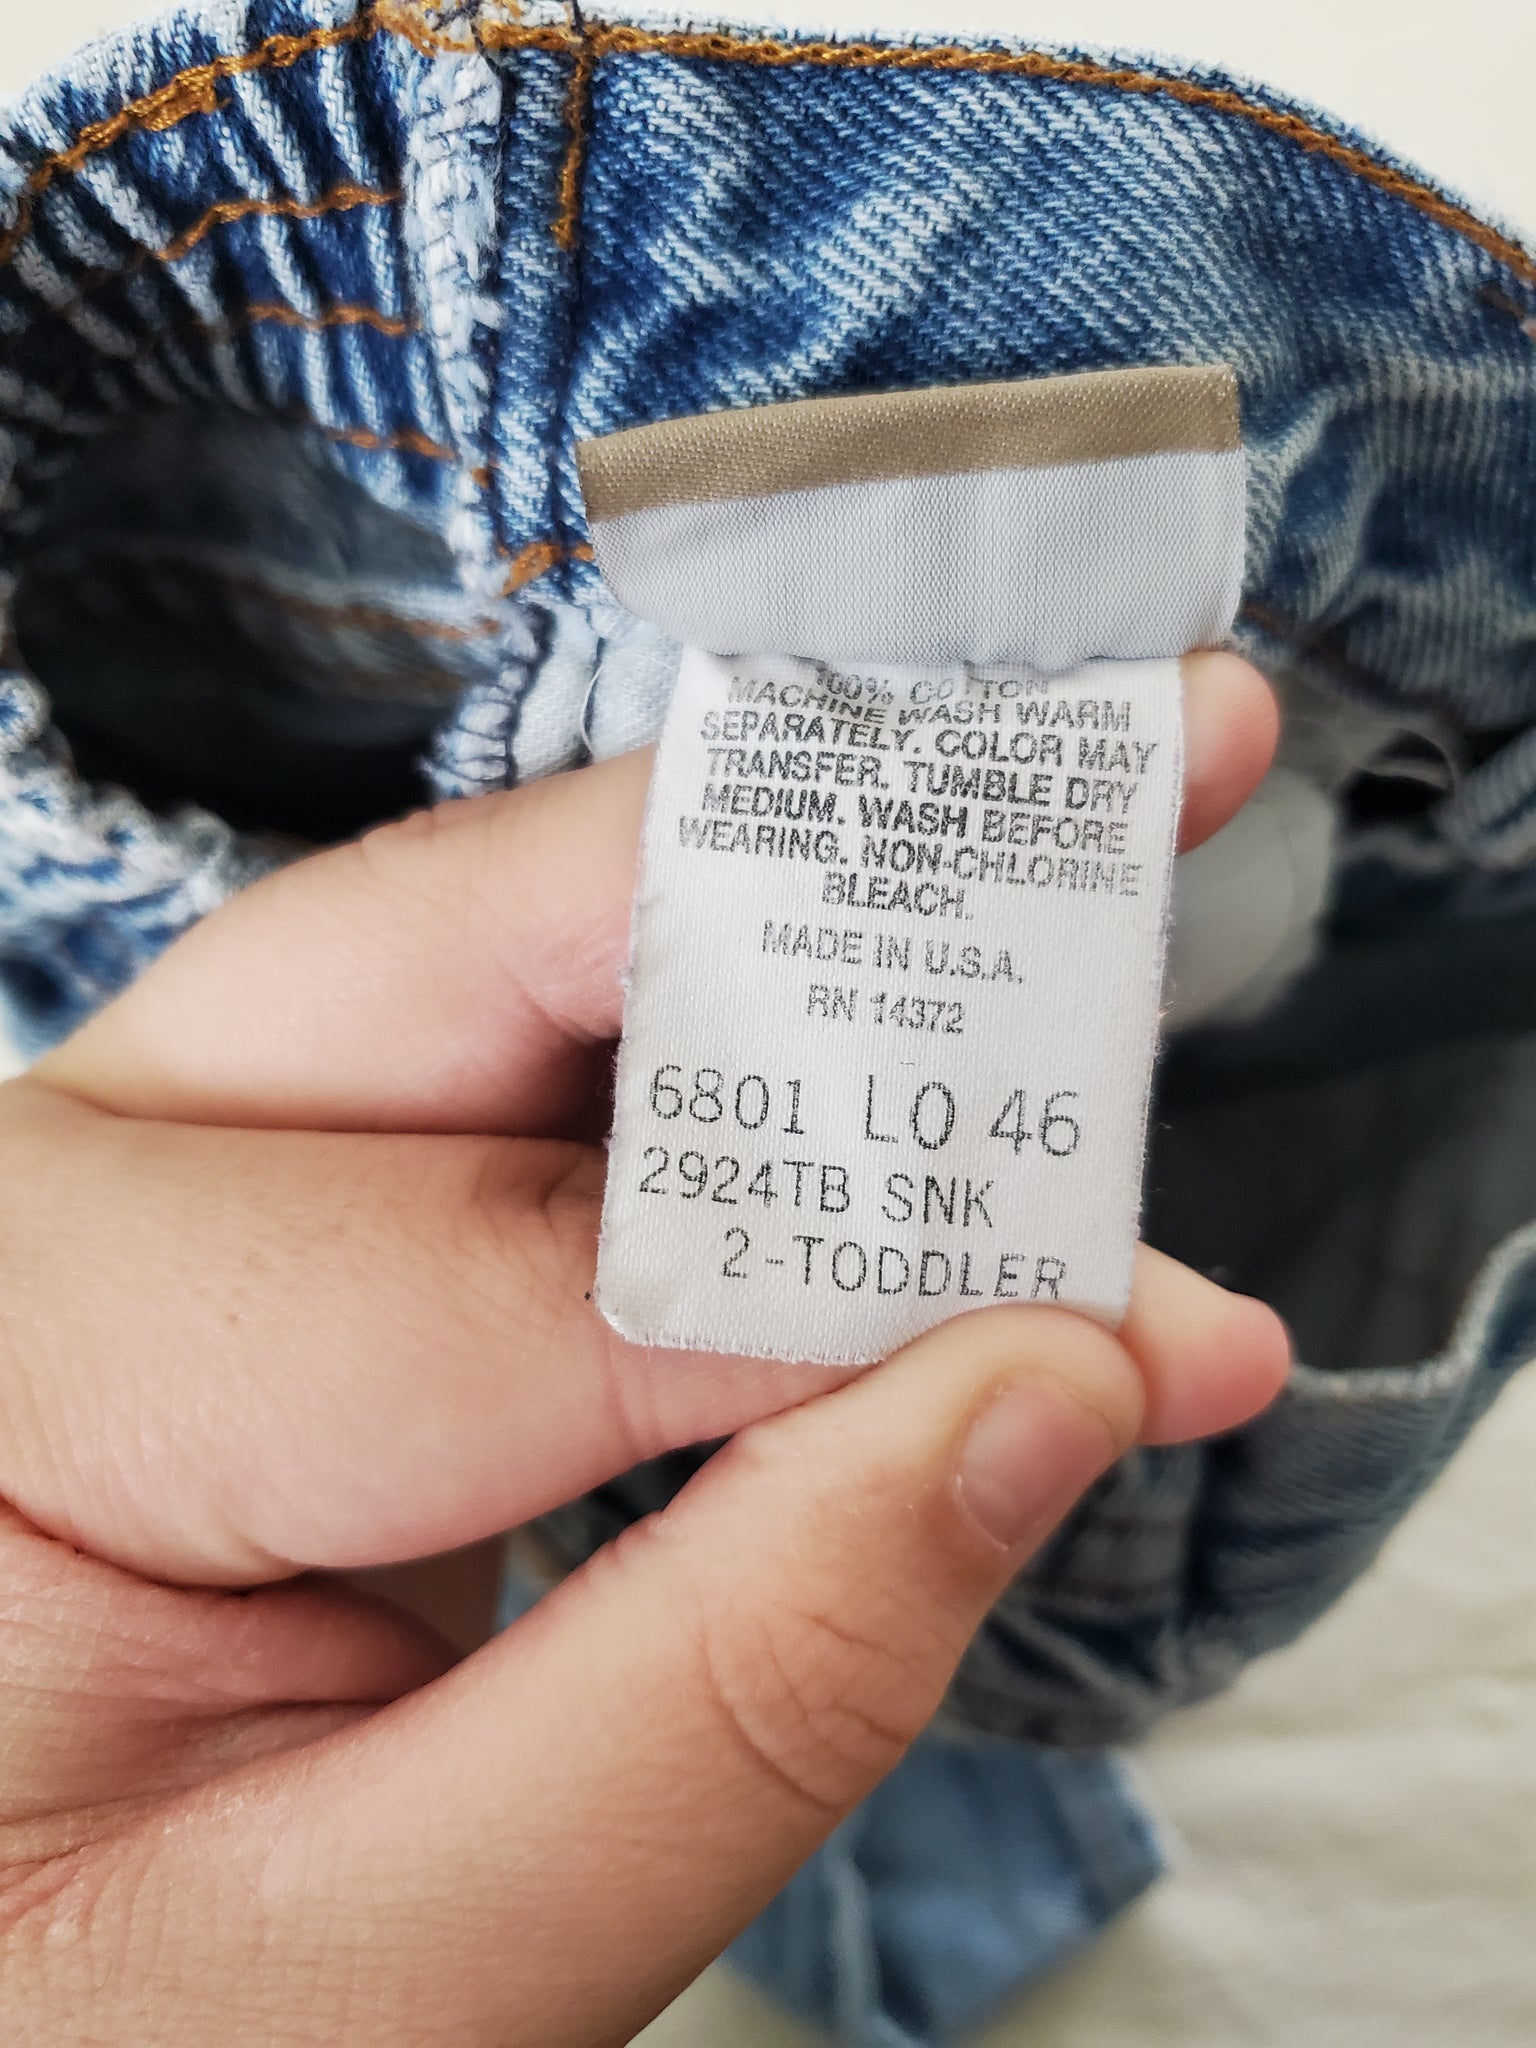 100% COTTON
MACHINE WASH WARM
SEPARATELY. COLOR MAY
TRANSFER. TUMBLE DRY
MEDIUM. WASH BEFORE
WEARING. NON-CHLORINE
BLEACH.
MADE IN U.S.A.
RN 14372
6801 LO 46
2924TB SNK
2-TODDLER